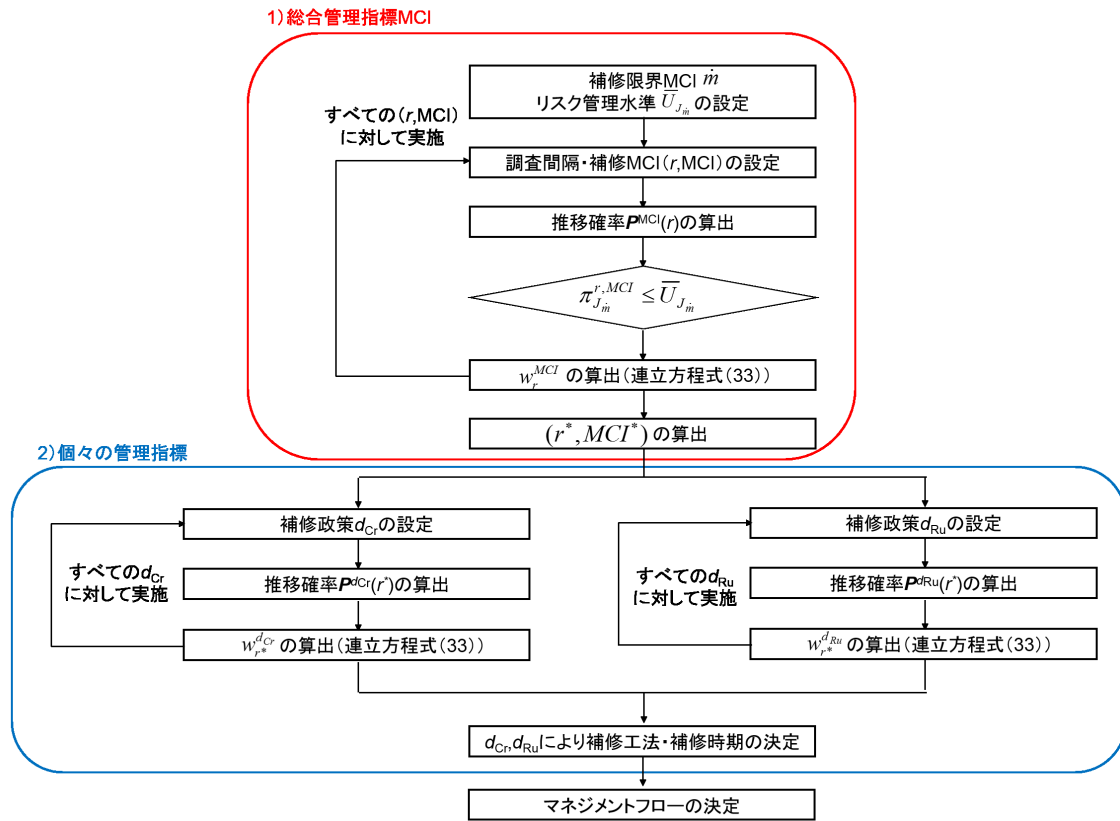 1)総合管理指標MCI
補修限界MCI ṁ
リスク管理水準 U̅_{J_ṁ} の設定
すべての(r,MCI)
に対して実施
調査間隔・補修MCI(r,MCI)の設定
推移確率P^{MCI}(r)の算出
π_{J_ṁ}^{r,MCI} ≤ U̅_{J_ṁ}
w_r^{MCI} の算出(連立方程式(33))
(r*, MCI*) の算出
2)個々の管理指標
補修政策d_{Cr}の設定
すべてのd_{Cr}
に対して実施
推移確率P^{dCr}(r*)の算出
w_{r*}^{d_{Cr}} の算出(連立方程式(33))
補修政策d_{Ru}の設定
すべてのd_{Ru}
に対して実施
推移確率P^{dRu}(r*)の算出
w_{r*}^{d_{Ru}} の算出(連立方程式(33))
d_{Cr},d_{Ru}により補修工法・補修時期の決定
マネジメントフローの決定